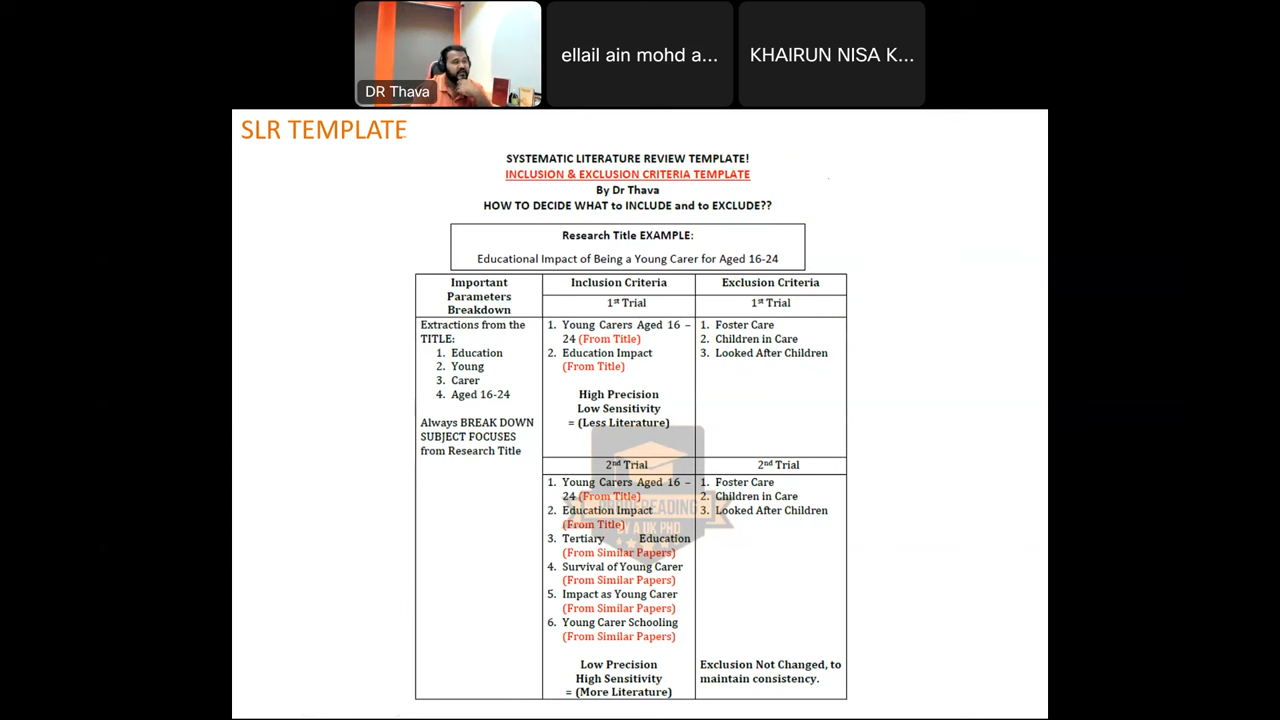 DR Thava
ellail ain mohd a...
KHAIRUN NISA K...
SLR TEMPLATE
SYSTEMATIC LITERATURE REVIEW TEMPLATE!
INCLUSION & EXCLUSION CRITERIA TEMPLATE
By Dr Thava
HOW TO DECIDE WHAT to INCLUDE and to EXCLUDE??
Research Title EXAMPLE:
Educational Impact of Being a Young Carer for Aged 16-24
Important
Parameters
Breakdown
Inclusion Criteria
Exclusion Criteria
1st Trial
1st Trial
Extractions from the
TITLE:
1. Education
2. Young
3. Carer
4. Aged 16-24
Always BREAK DOWN
SUBJECT FOCUSES
from Research Title
1. Young Carers Aged 16 –
24 (From Title)
2. Education Impact
(From Title)
High Precision
Low Sensitivity
= (Less Literature)
1. Foster Care
2. Children in Care
3. Looked After Children
2nd Trial
2nd Trial
1. Young Carers Aged 16 –
24 (From Title)
2. Education Impact
(From Title)
3. Tertiary Education
(From Similar Papers)
4. Survival of Young Carer
(From Similar Papers)
5. Impact as Young Carer
(From Similar Papers)
6. Young Carer Schooling
(From Similar Papers)
Low Precision
High Sensitivity
= (More Literature)
1. Foster Care
2. Children in Care
3. Looked After Children
Exclusion Not Changed, to
maintain consistency.
BY A UK PHD